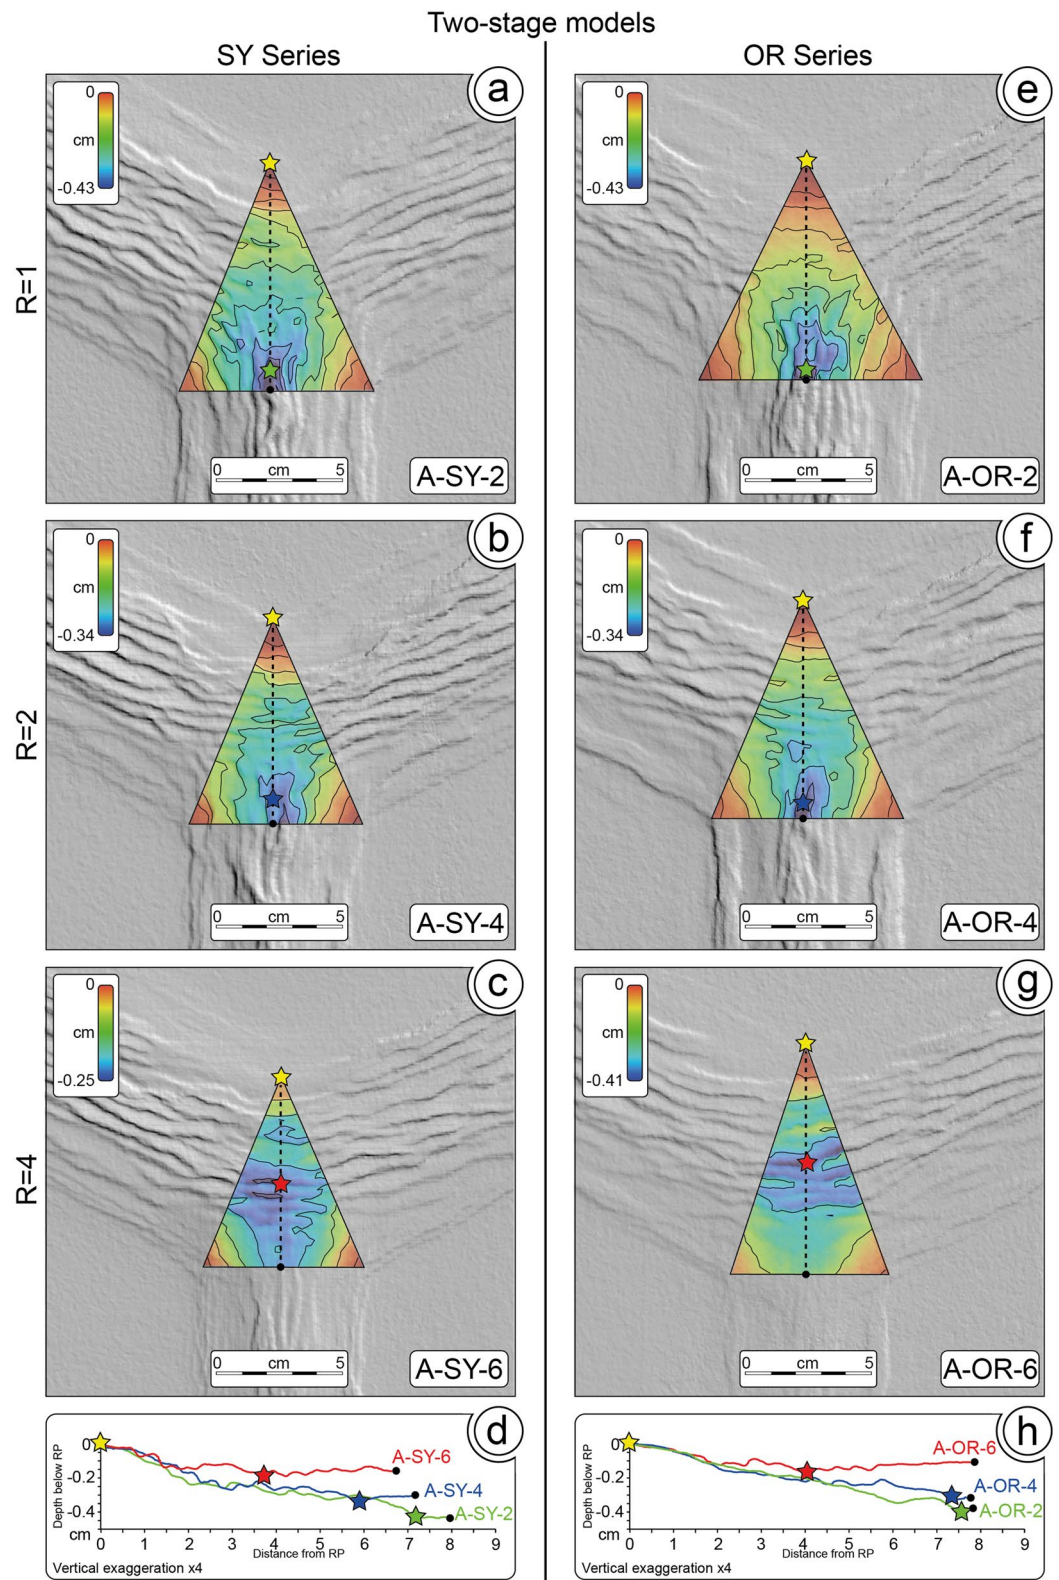 Two-stage models
SY Series
OR Series
R=1
a
0
cm
-0.43
0 cm 5
A-SY-2
e
0
cm
-0.43
0 cm 5
A-OR-2
R=2
b
0
cm
-0.34
0 cm 5
A-SY-4
f
0
cm
-0.34
0 cm 5
A-OR-4
R=4
c
0
cm
-0.25
0 cm 5
A-SY-6
g
0
cm
-0.41
0 cm 5
A-OR-6
d
Depth below RP
0
-0.2
-0.4
cm
A-SY-6
A-SY-4
A-SY-2
0 1 2 3 4 5 6 7 8 9
Distance from RP
Vertical exaggeration x4
h
Depth below RP
0
-0.2
-0.4
cm
A-OR-6
A-OR-4
A-OR-2
0 1 2 3 4 5 6 7 8 9
Distance from RP
Vertical exaggeration x4